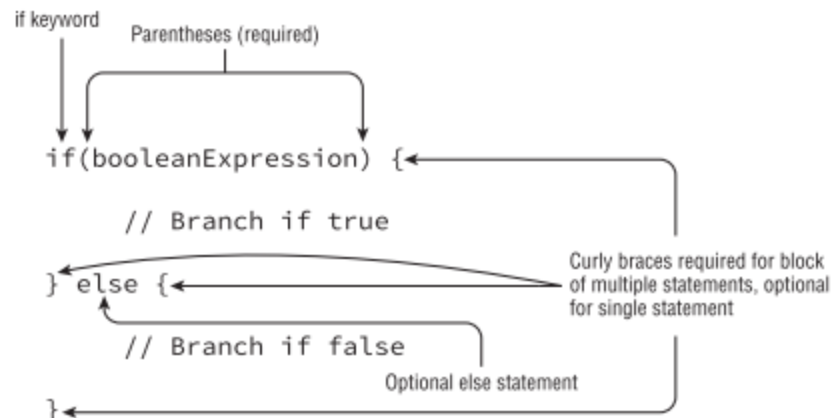 if keyword
Parentheses (required)
if(booleanExpression) {
// Branch if true
} else {
Curly braces required for block
of multiple statements, optional
for single statement
// Branch if false
Optional else statement
}